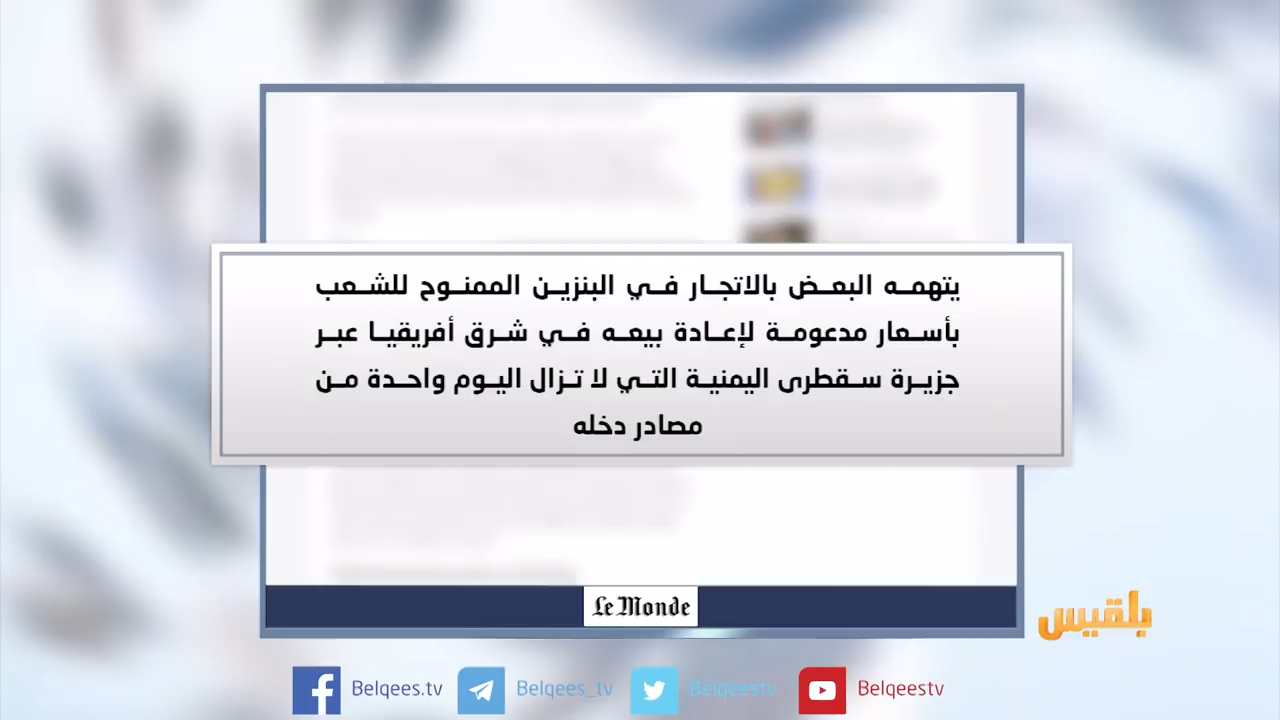 يتهمه البعض بالاتجار في البنزين الممنوح للشعب
بأسعار مدعومة لإعادة بيعه في شرق أفريقيا عبر
جزيرة سقطرى اليمنية التي لا تزال اليوم واحدة من
مصادر دخله
Le Monde
بلقيس
Belqees.tv
Belqees_tv
Belqeestv
Belqeestv